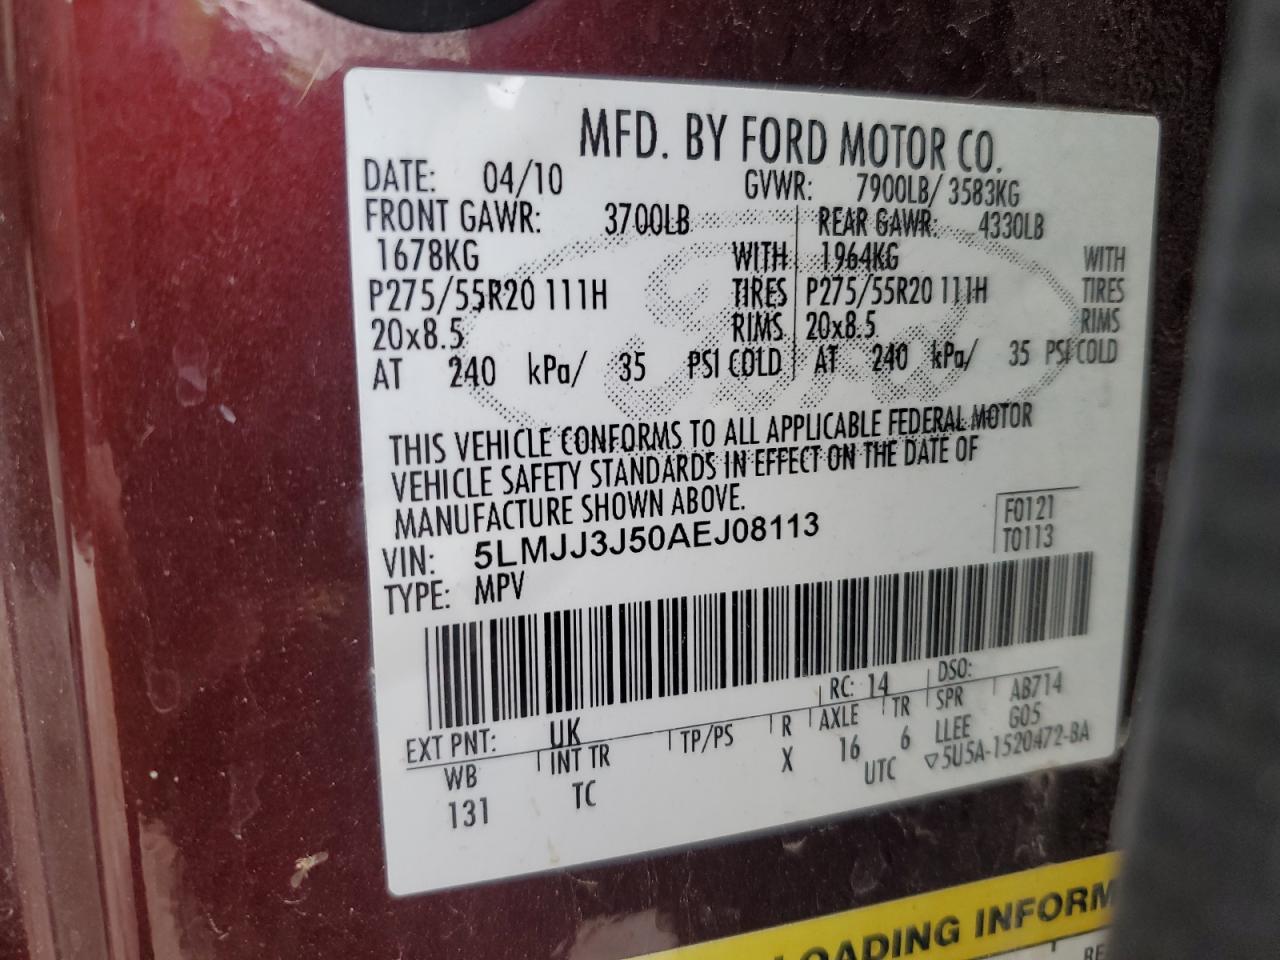 MFD. BY FORD MOTOR CO.
DATE: 04/10 GVWR: 7900LB/ 3583KG
FRONT GAWR: 3700LB REAR GAWR: 4330LB
1678KG WITH 1964KG WITH
P275/55R20 111H TIRES P275/55R20 111H TIRES
20x8.5 RIMS 20x8.5 RIMS
AT 240 kPa/ 35 PSI COLD AT 240 kPa/ 35 PSI COLD
THIS VEHICLE CONFORMS TO ALL APPLICABLE FEDERAL MOTOR
VEHICLE SAFETY STANDARDS IN EFFECT ON THE DATE OF
MANUFACTURE SHOWN ABOVE.
F0121
VIN: 5LMJJ3J50AEJ08113
T0113
TYPE: MPV
EXT PNT: UK RC: 14 DSO:
WB INT TR TP/PS R AXLE TR SPR AB714
131 TC X 16 6 LLEE G05
UTC ▽5U5A-1520472-BA
OADING INFORM